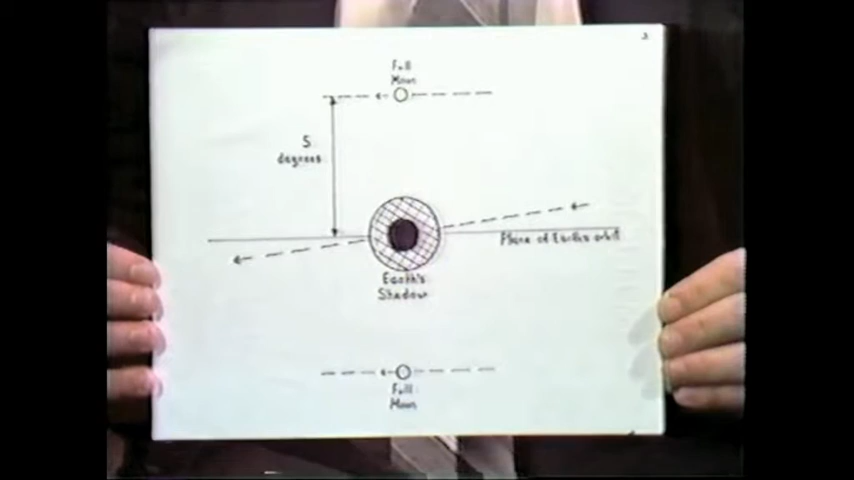 3
Full
Moon
5
degrees
Plane of Earth's orbit
Earth's
Shadow
Full
Moon